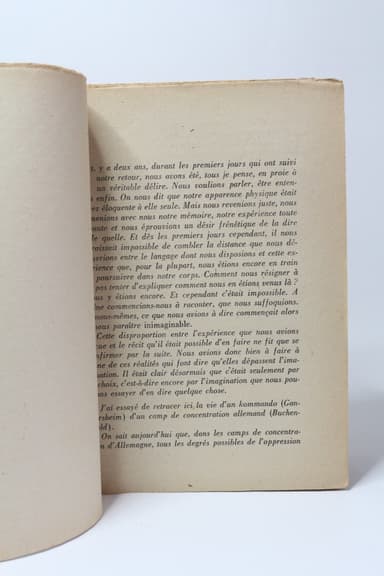 y a deux ans, durant les premiers jours qui ont suivi
notre retour, nous avons été, tous je pense, en proie à
un véritable délire. Nous voulions parler, être enten-
enfin. On nous dit que notre apparence physique était
éloquente à elle seule. Mais nous revenions juste, nous
avec nous notre mémoire, notre expérience toute
et nous éprouvions un désir frénétique de la dire
le quelle. Et dès les premiers jours cependant, il nous
raissait impossible de combler la distance que nous dé-
entre le langage dont nous disposions et cette ex-
rience que, pour la plupart, nous étions encore en train
poursuivre dans notre corps. Comment nous résigner à
pas tenter d'expliquer comment nous en étions venus là ?
us y étions encore. Et cependant c'était impossible. A
ne commencions-nous à raconter, que nous suffoquions.
nous-mêmes, ce que nous avions à dire commençait alors
nous paraître inimaginable.
Cette disproportion entre l'expérience que nous avions
ue et le récit qu'il était possible d'en faire ne fit que se
nfirmer par la suite. Nous avions donc bien à faire à
ne de ces réalités qui font dire qu'elles dépassent l'ima-
nation. Il était clair désormais que c'était seulement par
choix, c'est-à-dire encore par l'imagination que nous pou-
ns essayer d'en dire quelque chose.
J'ai essayé de retracer ici la vie d'un kommando (Gan-
rsheim) d'un camp de concentration allemand (Buchen-
ld).
On sait aujourd'hui que, dans les camps de concentra-
n d'Allemagne, tous les degrés possibles de l'oppression